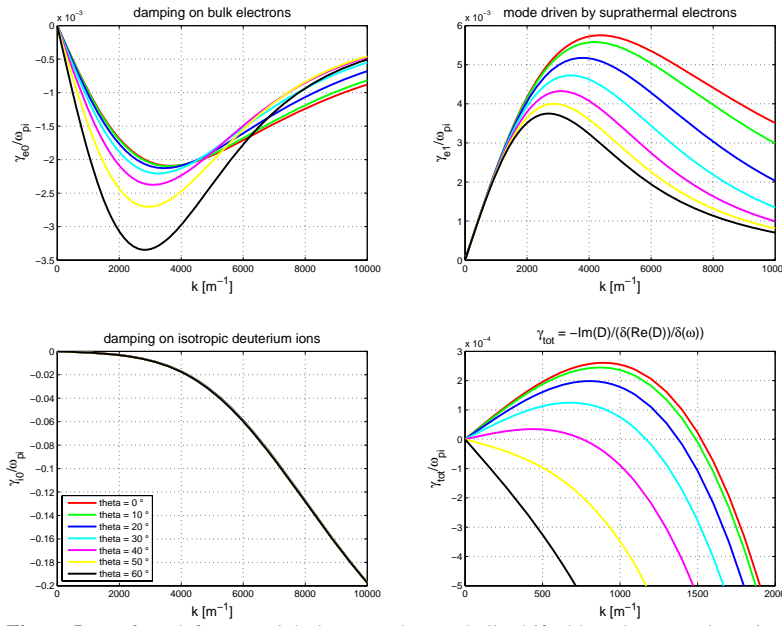 damping on bulk electrons
x 10⁻³
0
−0.5
−1
−1.5
−2
−2.5
−3
−3.5
γe0/ωpi
0 2000 4000 6000 8000 10000
k [m⁻¹]
mode driven by suprathermal electrons
x 10⁻³
6
5
4
3
2
1
0
γe1/ωpi
0 2000 4000 6000 8000 10000
k [m⁻¹]
damping on isotropic deuterium ions
0
−0.02
−0.04
−0.06
−0.08
−0.1
−0.12
−0.14
−0.16
−0.18
−0.2
γi0/ωpi
theta = 0 °
theta = 10 °
theta = 20 °
theta = 30 °
theta = 40 °
theta = 50 °
theta = 60 °
0 2000 4000 6000 8000 10000
k [m⁻¹]
γtot = −Im(D)/(δ(Re(D))/δ(ω))
x 10⁻⁴
3
2
1
0
−1
−2
−3
−4
−5
γtot/ωpi
0 500 1000 1500 2000
k [m⁻¹]